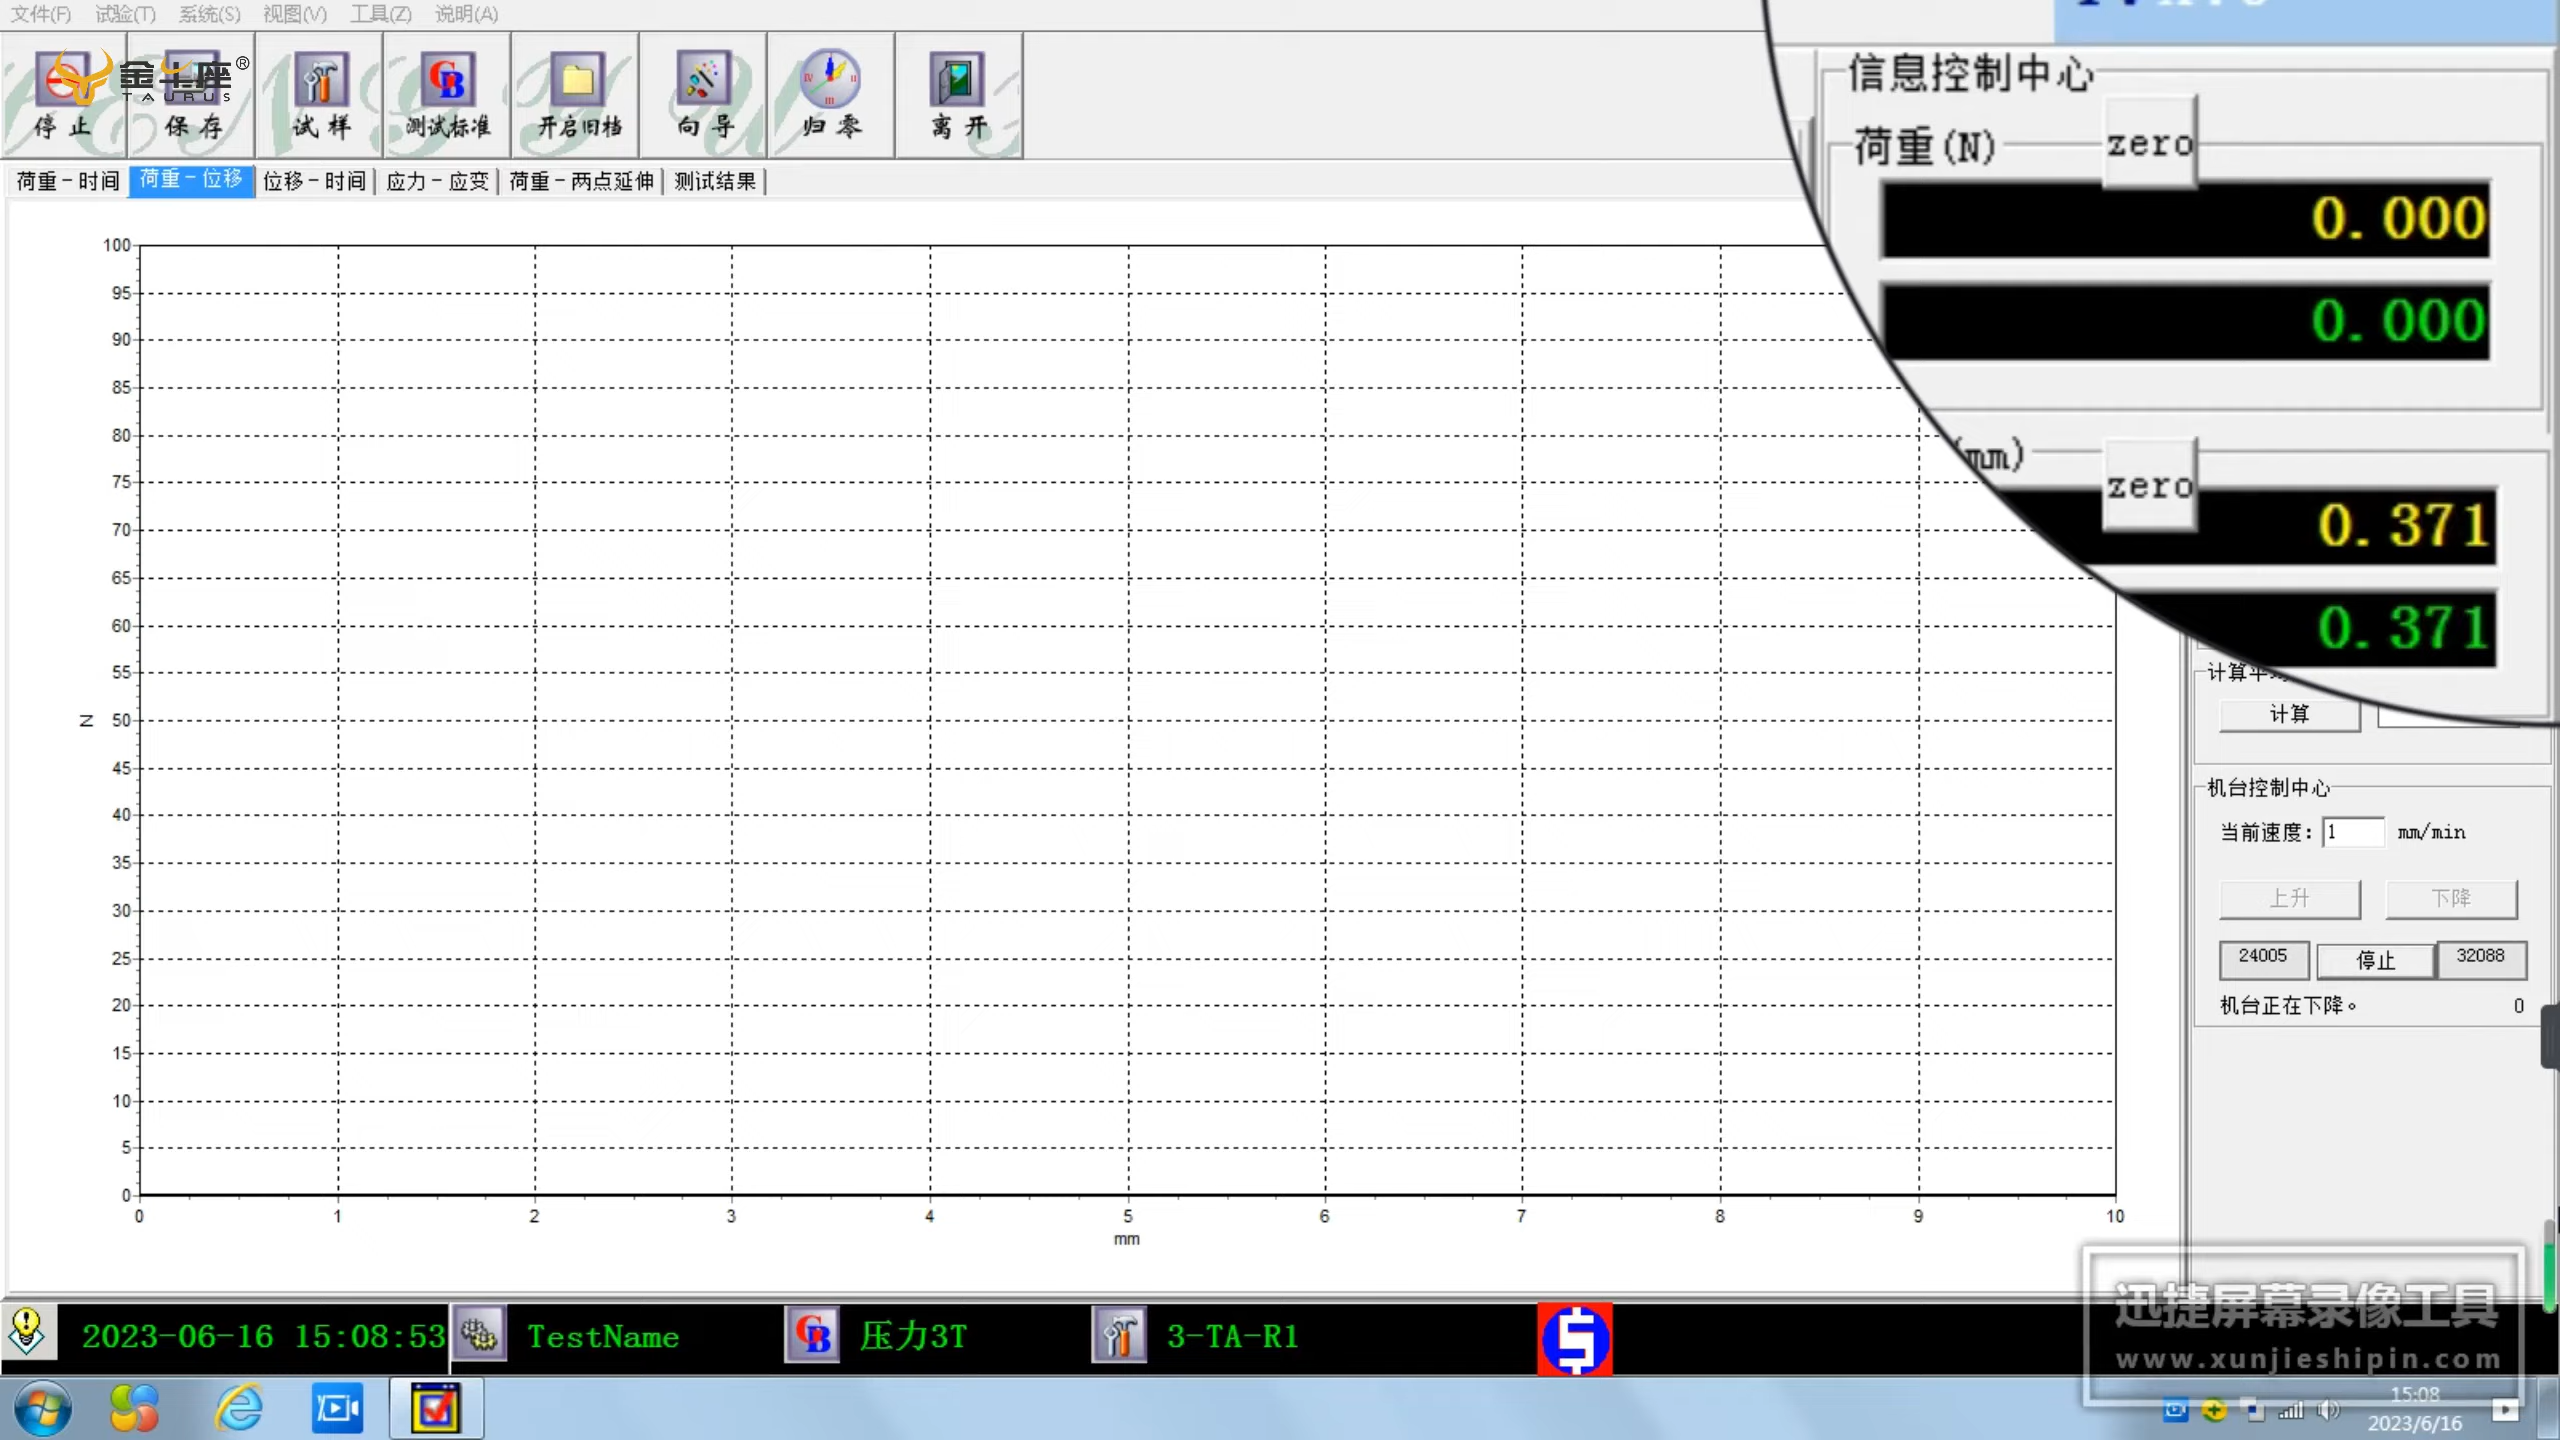 文件(F) 试验(T) 系统(S) 视图(V) 工具(Z) 说明(A)
金牛座®
TAURUS
停止 保存 试样 测试标准 开启旧档 向导 归零 离开
荷重-时间 荷重-位移 位移-时间 应力-应变 荷重-两点延伸 测试结果
信息控制中心
荷重(N) zero
0.000
0.000
(mm) zero
0.371
0.371
100
95
90
85
80
75
70
65
60
55
50
45
40
35
30
25
20
15
10
5
0
N
0 1 2 3 4 5 6 7 8 9 10
mm
计算
计算
机台控制中心
当前速度: 1 mm/min
上升 下降
24005 停止 32088
机台正在下降。 0
2023-06-16 15:08:53 TestName 压力3T 3-TA-R1
迅捷屏幕录像工具
www.xunjieshipin.com
15:08
2023/6/16